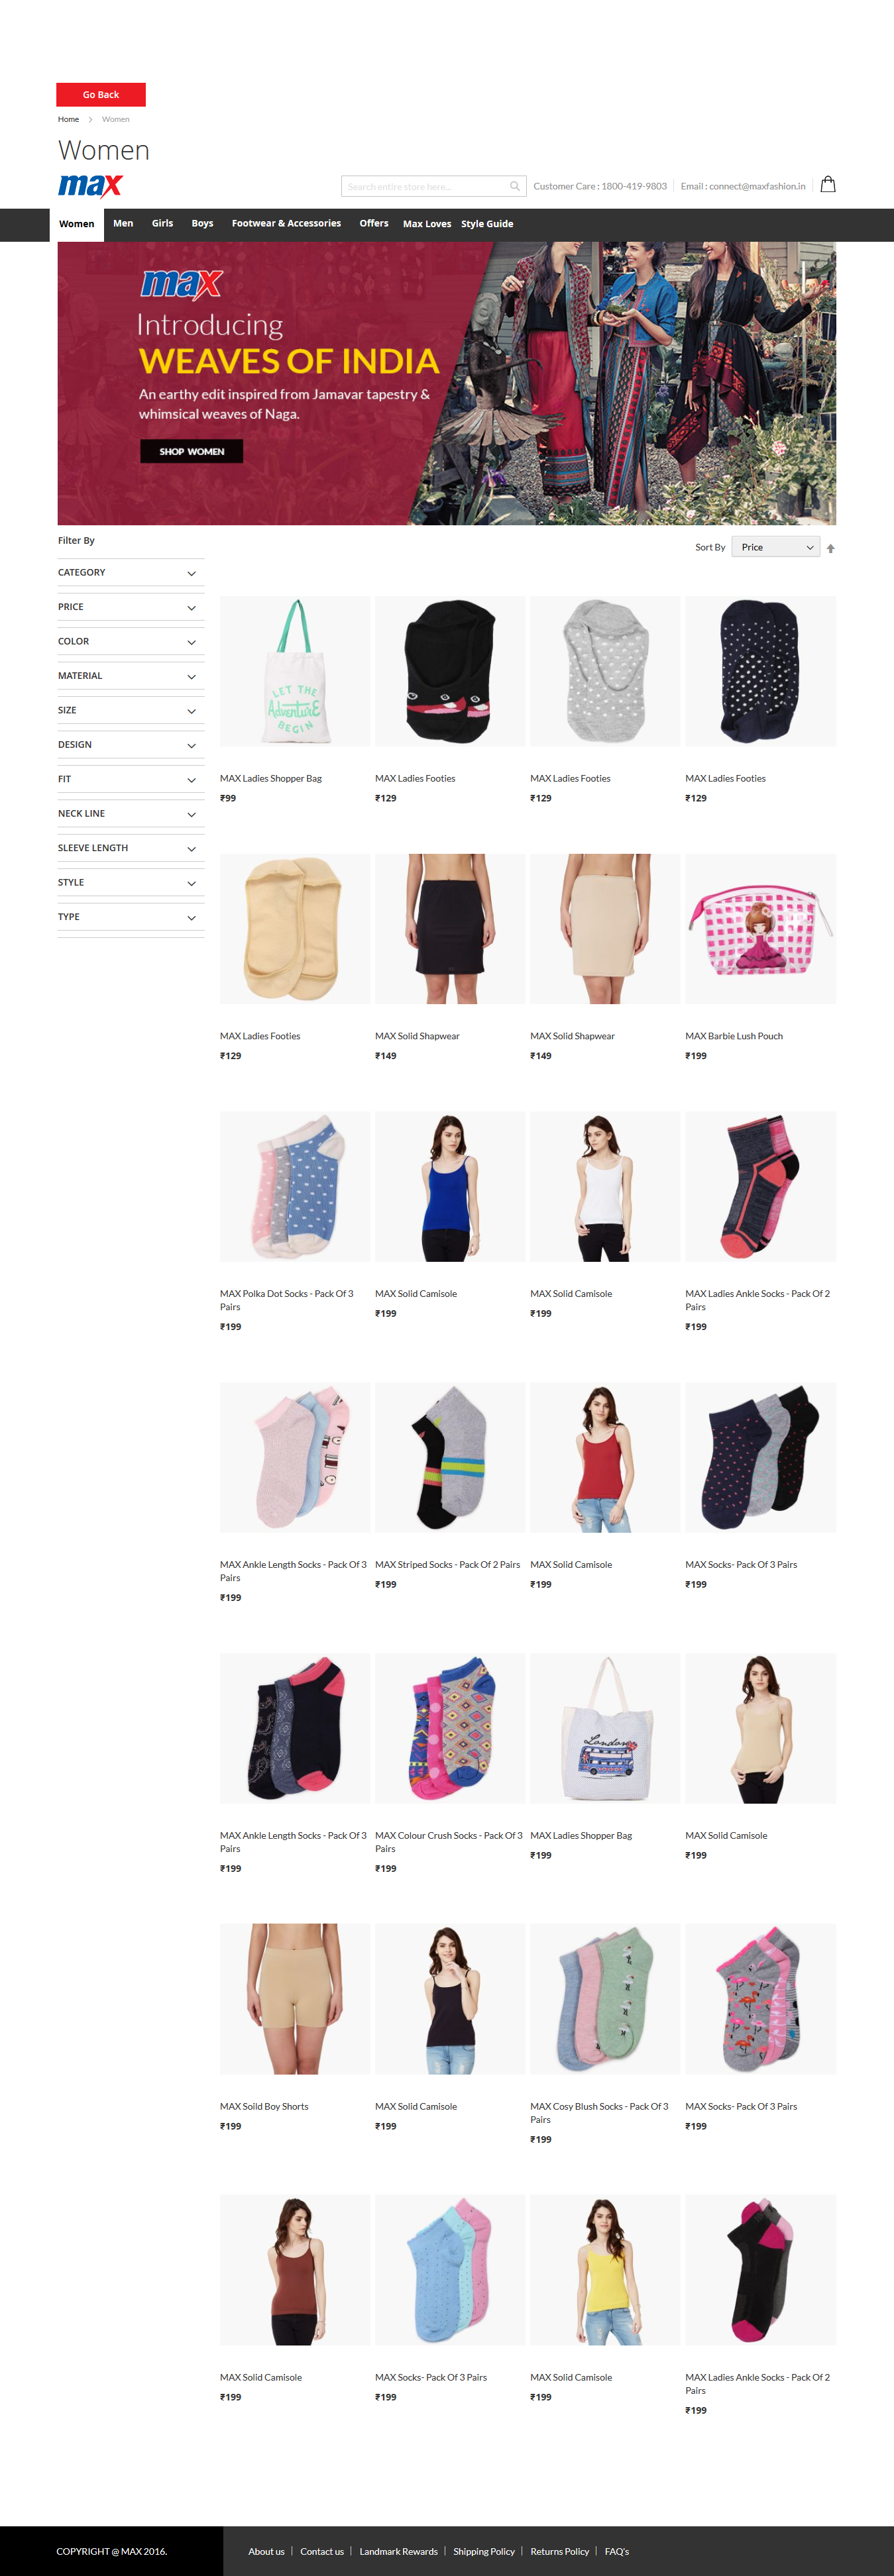 Go Back
Home
Women
Women
max
Search entire store here...
Customer Care : 1800-419-9803
Email : connect@maxfashion.in
Women
Men
Girls
Boys
Footwear & Accessories
Offers
Max Loves
Style Guide
max
Introducing
WEAVES OF INDIA
An earthy edit inspired from Jamavar tapestry &
whimsical weaves of Naga.
SHOP WOMEN
Filter By
Sort By
Price
CATEGORY
PRICE
COLOR
MATERIAL
SIZE
DESIGN
FIT
NECK LINE
SLEEVE LENGTH
STYLE
TYPE
LET THE
Adventure
BEGIN
MAX Ladies Shopper Bag
₹99
MAX Ladies Footies
₹129
MAX Ladies Footies
₹129
MAX Ladies Footies
₹129
MAX Ladies Footies
₹129
MAX Solid Shapwear
₹149
MAX Solid Shapwear
₹149
MAX Barbie Lush Pouch
₹199
MAX Polka Dot Socks - Pack Of 3
Pairs
₹199
MAX Solid Camisole
₹199
MAX Solid Camisole
₹199
MAX Ladies Ankle Socks - Pack Of 2
Pairs
₹199
MAX Ankle Length Socks - Pack Of 3
Pairs
₹199
MAX Striped Socks - Pack Of 2 Pairs
₹199
MAX Solid Camisole
₹199
MAX Socks- Pack Of 3 Pairs
₹199
MAX Ankle Length Socks - Pack Of 3
Pairs
₹199
MAX Colour Crush Socks - Pack Of 3
Pairs
₹199
London
MAX Ladies Shopper Bag
₹199
MAX Solid Camisole
₹199
MAX Soild Boy Shorts
₹199
MAX Solid Camisole
₹199
MAX Cosy Blush Socks - Pack Of 3
Pairs
₹199
MAX Socks- Pack Of 3 Pairs
₹199
MAX Solid Camisole
₹199
MAX Socks- Pack Of 3 Pairs
₹199
MAX Solid Camisole
₹199
MAX Ladies Ankle Socks - Pack Of 2
Pairs
₹199
COPYRIGHT @ MAX 2016.
About us
Contact us
Landmark Rewards
Shipping Policy
Returns Policy
FAQ's